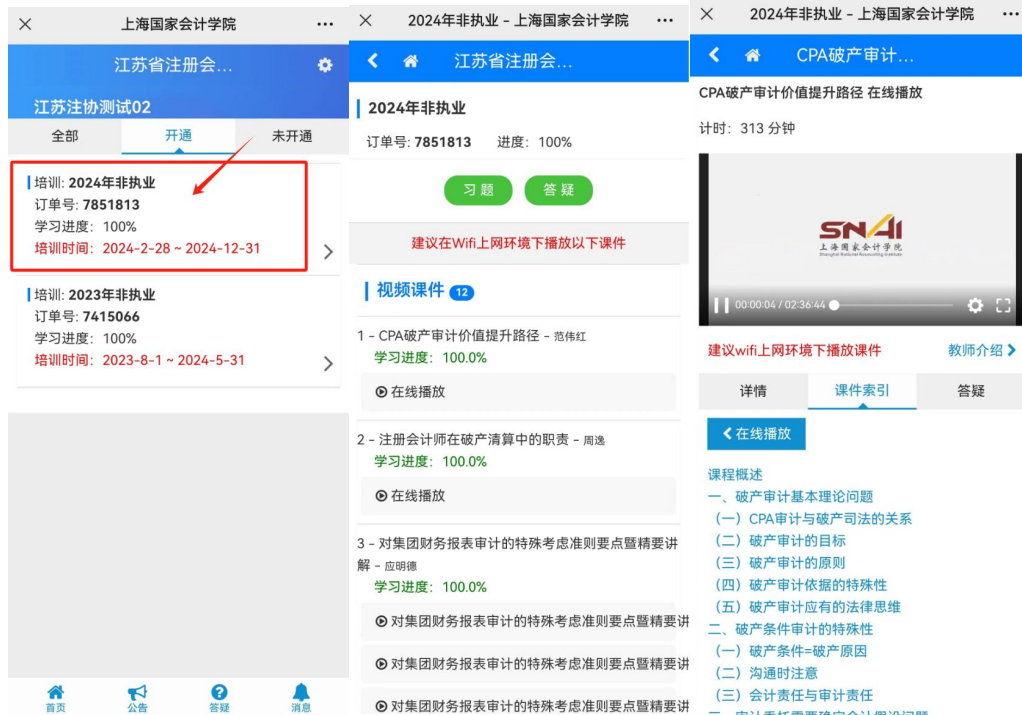 上海国家会计学院
江苏省注册会...
江苏注协测试02
全部
开通
未开通
培训: 2024年非执业
订单号: 7851813
学习进度: 100%
培训时间: 2024-2-28 ~ 2024-12-31
培训: 2023年非执业
订单号: 7415066
学习进度: 100%
培训时间: 2023-8-1 ~ 2024-5-31
首页
公告
答疑
消息
2024年非执业 – 上海国家会计学院
江苏省注册会...
2024年非执业
订单号: 7851813 进度: 100%
习题
答疑
建议在Wifi上网环境下播放以下课件
视频课件 12
1 – CPA破产审计价值提升路径 – 范伟红
学习进度: 100.0%
在线播放
2 – 注册会计师在破产清算中的职责 – 周逸
学习进度: 100.0%
在线播放
3 – 对集团财务报表审计的特殊考虑准则要点暨精要讲
解 – 应明德
学习进度: 100.0%
对集团财务报表审计的特殊考虑准则要点暨精要讲
对集团财务报表审计的特殊考虑准则要点暨精要讲
对集团财务报表审计的特殊考虑准则要点暨精要讲
2024年非执业 – 上海国家会计学院
CPA破产审计...
CPA破产审计价值提升路径 在线播放
计时: 313 分钟
SNAI
上海国家会计学院
Shanghai National Accounting Institute
00:00:04 / 02:36:44
建议wifi上网环境下播放课件
教师介绍
详情
课件索引
答疑
在线播放
课程概述
一、破产审计基本理论问题
（一）CPA审计与破产司法的关系
（二）破产审计的目标
（三）破产审计的原则
（四）破产审计依据的特殊性
（五）破产审计应有的法律思维
二、破产条件审计的特殊性
（一）破产条件=破产原因
（二）沟通时注意
（三）会计责任与审计责任
三、审计委托需要确定会计假设问题